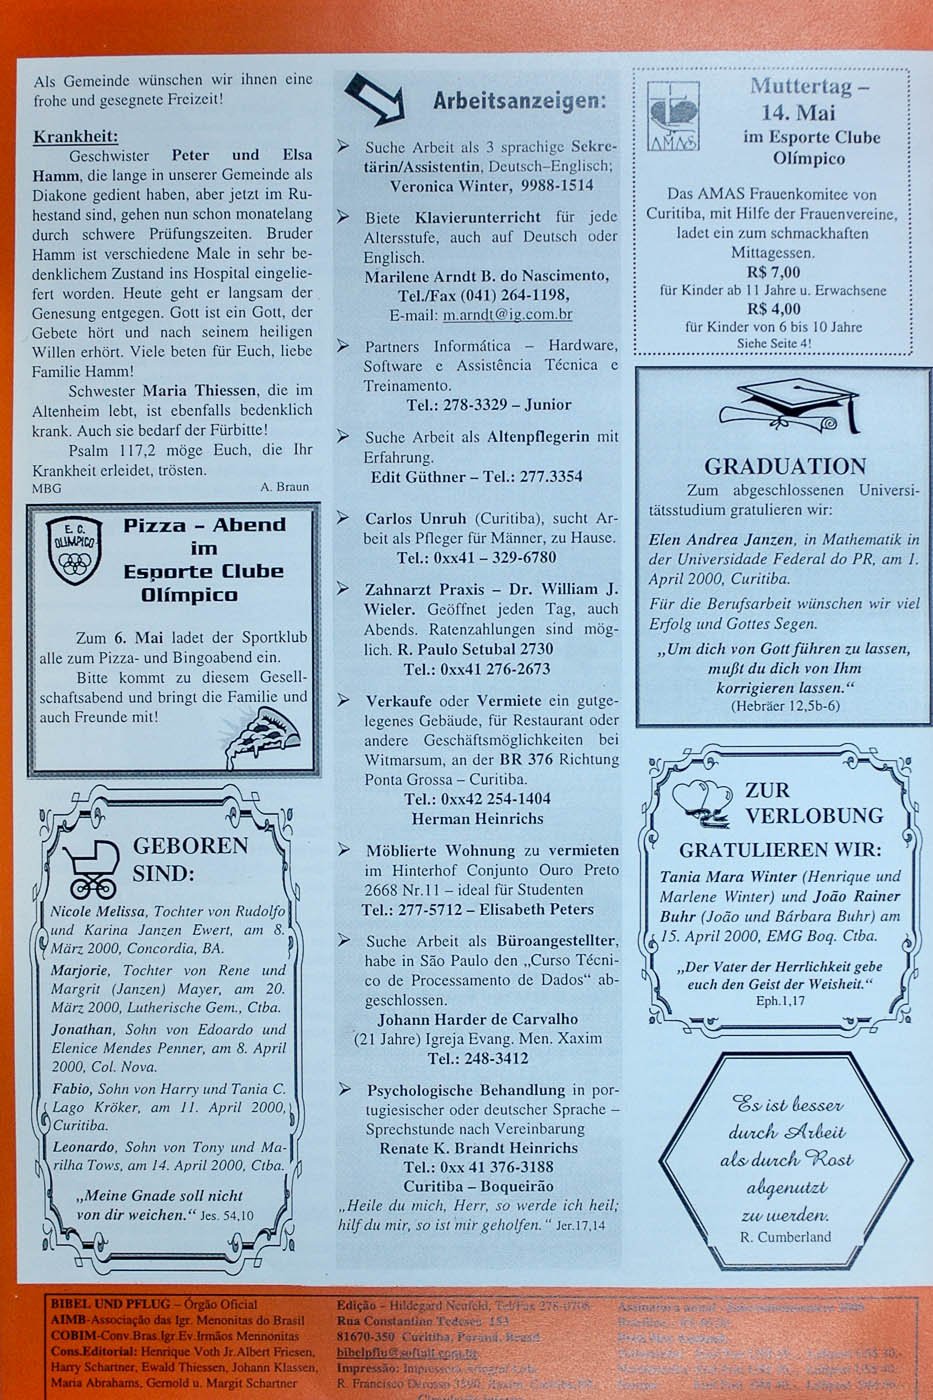 Als Gemeinde wünschen wir ihnen eine
frohe und gesegnete Freizeit!
Krankheit:
Geschwister Peter und Elsa
Hamm, die lange in unserer Gemeinde als
Diakone gedient haben, aber jetzt im Ru-
hestand sind, gehen nun schon monatelang
durch schwere Prüfungszeiten. Bruder
Hamm ist verschiedene Male in sehr be-
denklichem Zustand ins Hospital eingelie-
fert worden. Heute geht er langsam der
Genesung entgegen. Gott ist ein Gott, der
Gebete hört und nach seinem heiligen
Willen erhört. Viele beten für Euch, liebe
Familie Hamm!
Schwester Maria Thiessen, die im
Altenheim lebt, ist ebenfalls bedenklich
krank. Auch sie bedarf der Fürbitte!
Psalm 117,2 möge Euch, die Ihr
Krankheit erleidet, trösten.
MBG A. Braun
E. C.
OLIMPICO
Pizza – Abend
im
Esporte Clube
Olímpico
Zum 6. Mai ladet der Sportklub
alle zum Pizza- und Bingoabend ein.
Bitte kommt zu diesem Gesell-
schaftsabend und bringt die Familie und
auch Freunde mit!
GEBOREN
SIND:
Nicole Melissa, Tochter von Rudolfo
und Karina Janzen Ewert, am 8.
März 2000, Concordia, BA.
Marjorie, Tochter von Rene und
Margrit (Janzen) Mayer, am 20.
März 2000, Lutherische Gem., Ctba.
Jonathan, Sohn von Edoardo und
Elenice Mendes Penner, am 8. April
2000, Col. Nova.
Fabio, Sohn von Harry und Tania C.
Lago Kröker, am 11. April 2000,
Curitiba.
Leonardo, Sohn von Tony und Ma-
rilha Tows, am 14. April 2000, Ctba.
„Meine Gnade soll nicht
von dir weichen.“ Jes. 54,10
Arbeitsanzeigen:
Suche Arbeit als 3 sprachige Sekre-
tärin/Assistentin, Deutsch–Englisch;
Veronica Winter, 9988-1514
Biete Klavierunterricht für jede
Altersstufe, auch auf Deutsch oder
Englisch.
Marilene Arndt B. do Nascimento,
Tel./Fax (041) 264-1198,
E-mail: m.arndt@ig.com.br
Partners Informática – Hardware,
Software e Assistência Técnica e
Treinamento.
Tel.: 278-3329 – Junior
Suche Arbeit als Altenpflegerin mit
Erfahrung.
Edit Güthner – Tel.: 277.3354
Carlos Unruh (Curitiba), sucht Ar-
beit als Pfleger für Männer, zu Hause.
Tel.: 0xx41 – 329-6780
Zahnarzt Praxis – Dr. William J.
Wieler. Geöffnet jeden Tag, auch
Abends. Ratenzahlungen sind mög-
lich. R. Paulo Setubal 2730
Tel.: 0xx41 276-2673
Verkaufe oder Vermiete ein gutge-
legenes Gebäude, für Restaurant oder
andere Geschäftsmöglichkeiten bei
Witmarsum, an der BR 376 Richtung
Ponta Grossa – Curitiba.
Tel.: 0xx42 254-1404
Herman Heinrichs
Möblierte Wohnung zu vermieten
im Hinterhof Conjunto Ouro Preto
2668 Nr.11 – ideal für Studenten
Tel.: 277-5712 – Elisabeth Peters
Suche Arbeit als Büroangestellter,
habe in São Paulo den „Curso Técni-
co de Processamento de Dados“ ab-
geschlossen.
Johann Harder de Carvalho
(21 Jahre) Igreja Evang. Men. Xaxim
Tel.: 248-3412
Psychologische Behandlung in por-
tugiesischer oder deutscher Sprache –
Sprechstunde nach Vereinbarung
Renate K. Brandt Heinrichs
Tel.: 0xx 41 376-3188
Curitiba – Boqueirão
„Heile du mich, Herr, so werde ich heil;
hilf du mir, so ist mir geholfen.“ Jer.17,14
AMAS
Muttertag –
14. Mai
im Esporte Clube
Olímpico
Das AMAS Frauenkomitee von
Curitiba, mit Hilfe der Frauenvereine,
ladet ein zum schmackhaften
Mittagessen.
R$ 7,00
für Kinder ab 11 Jahre u. Erwachsene
R$ 4,00
für Kinder von 6 bis 10 Jahre
Siehe Seite 4!
GRADUATION
Zum abgeschlossenen Universi-
tätsstudium gratulieren wir:
Elen Andrea Janzen, in Mathematik in
der Universidade Federal do PR, am 1.
April 2000, Curitiba.
Für die Berufsarbeit wünschen wir viel
Erfolg und Gottes Segen.
„Um dich von Gott führen zu lassen,
mußt du dich von Ihm
korrigieren lassen.“
(Hebräer 12,5b-6)
ZUR
VERLOBUNG
GRATULIEREN WIR:
Tania Mara Winter (Henrique und
Marlene Winter) und João Rainer
Buhr (João und Bárbara Buhr) am
15. April 2000, EMG Boq. Ctba.
„Der Vater der Herrlichkeit gebe
euch den Geist der Weisheit.“
Eph.1,17
Es ist besser
durch Arbeit
als durch Rost
abgenutzt
zu werden.
R. Cumberland
BIBEL UND PFLUG – Órgão Oficial
AIMB-Associação das Igr. Menonitas do Brasil
COBIM-Conv.Bras.Igr.Ev.Irmãos Mennonitas
Cons.Editorial: Henrique Voth Jr.Albert Friesen,
Harry Schartner, Ewald Thiessen, Johann Klassen,
Maria Abrahams, Gernold u. Margit Schartner
Edição – Hildegard Neufeld, Tel/Fax 276-0708
Rua Constantino Tedeses 153
81670-350 Curitiba, Paraná, Brasil
Impressão:
R. Francisco Derosso 3590 Xaxim